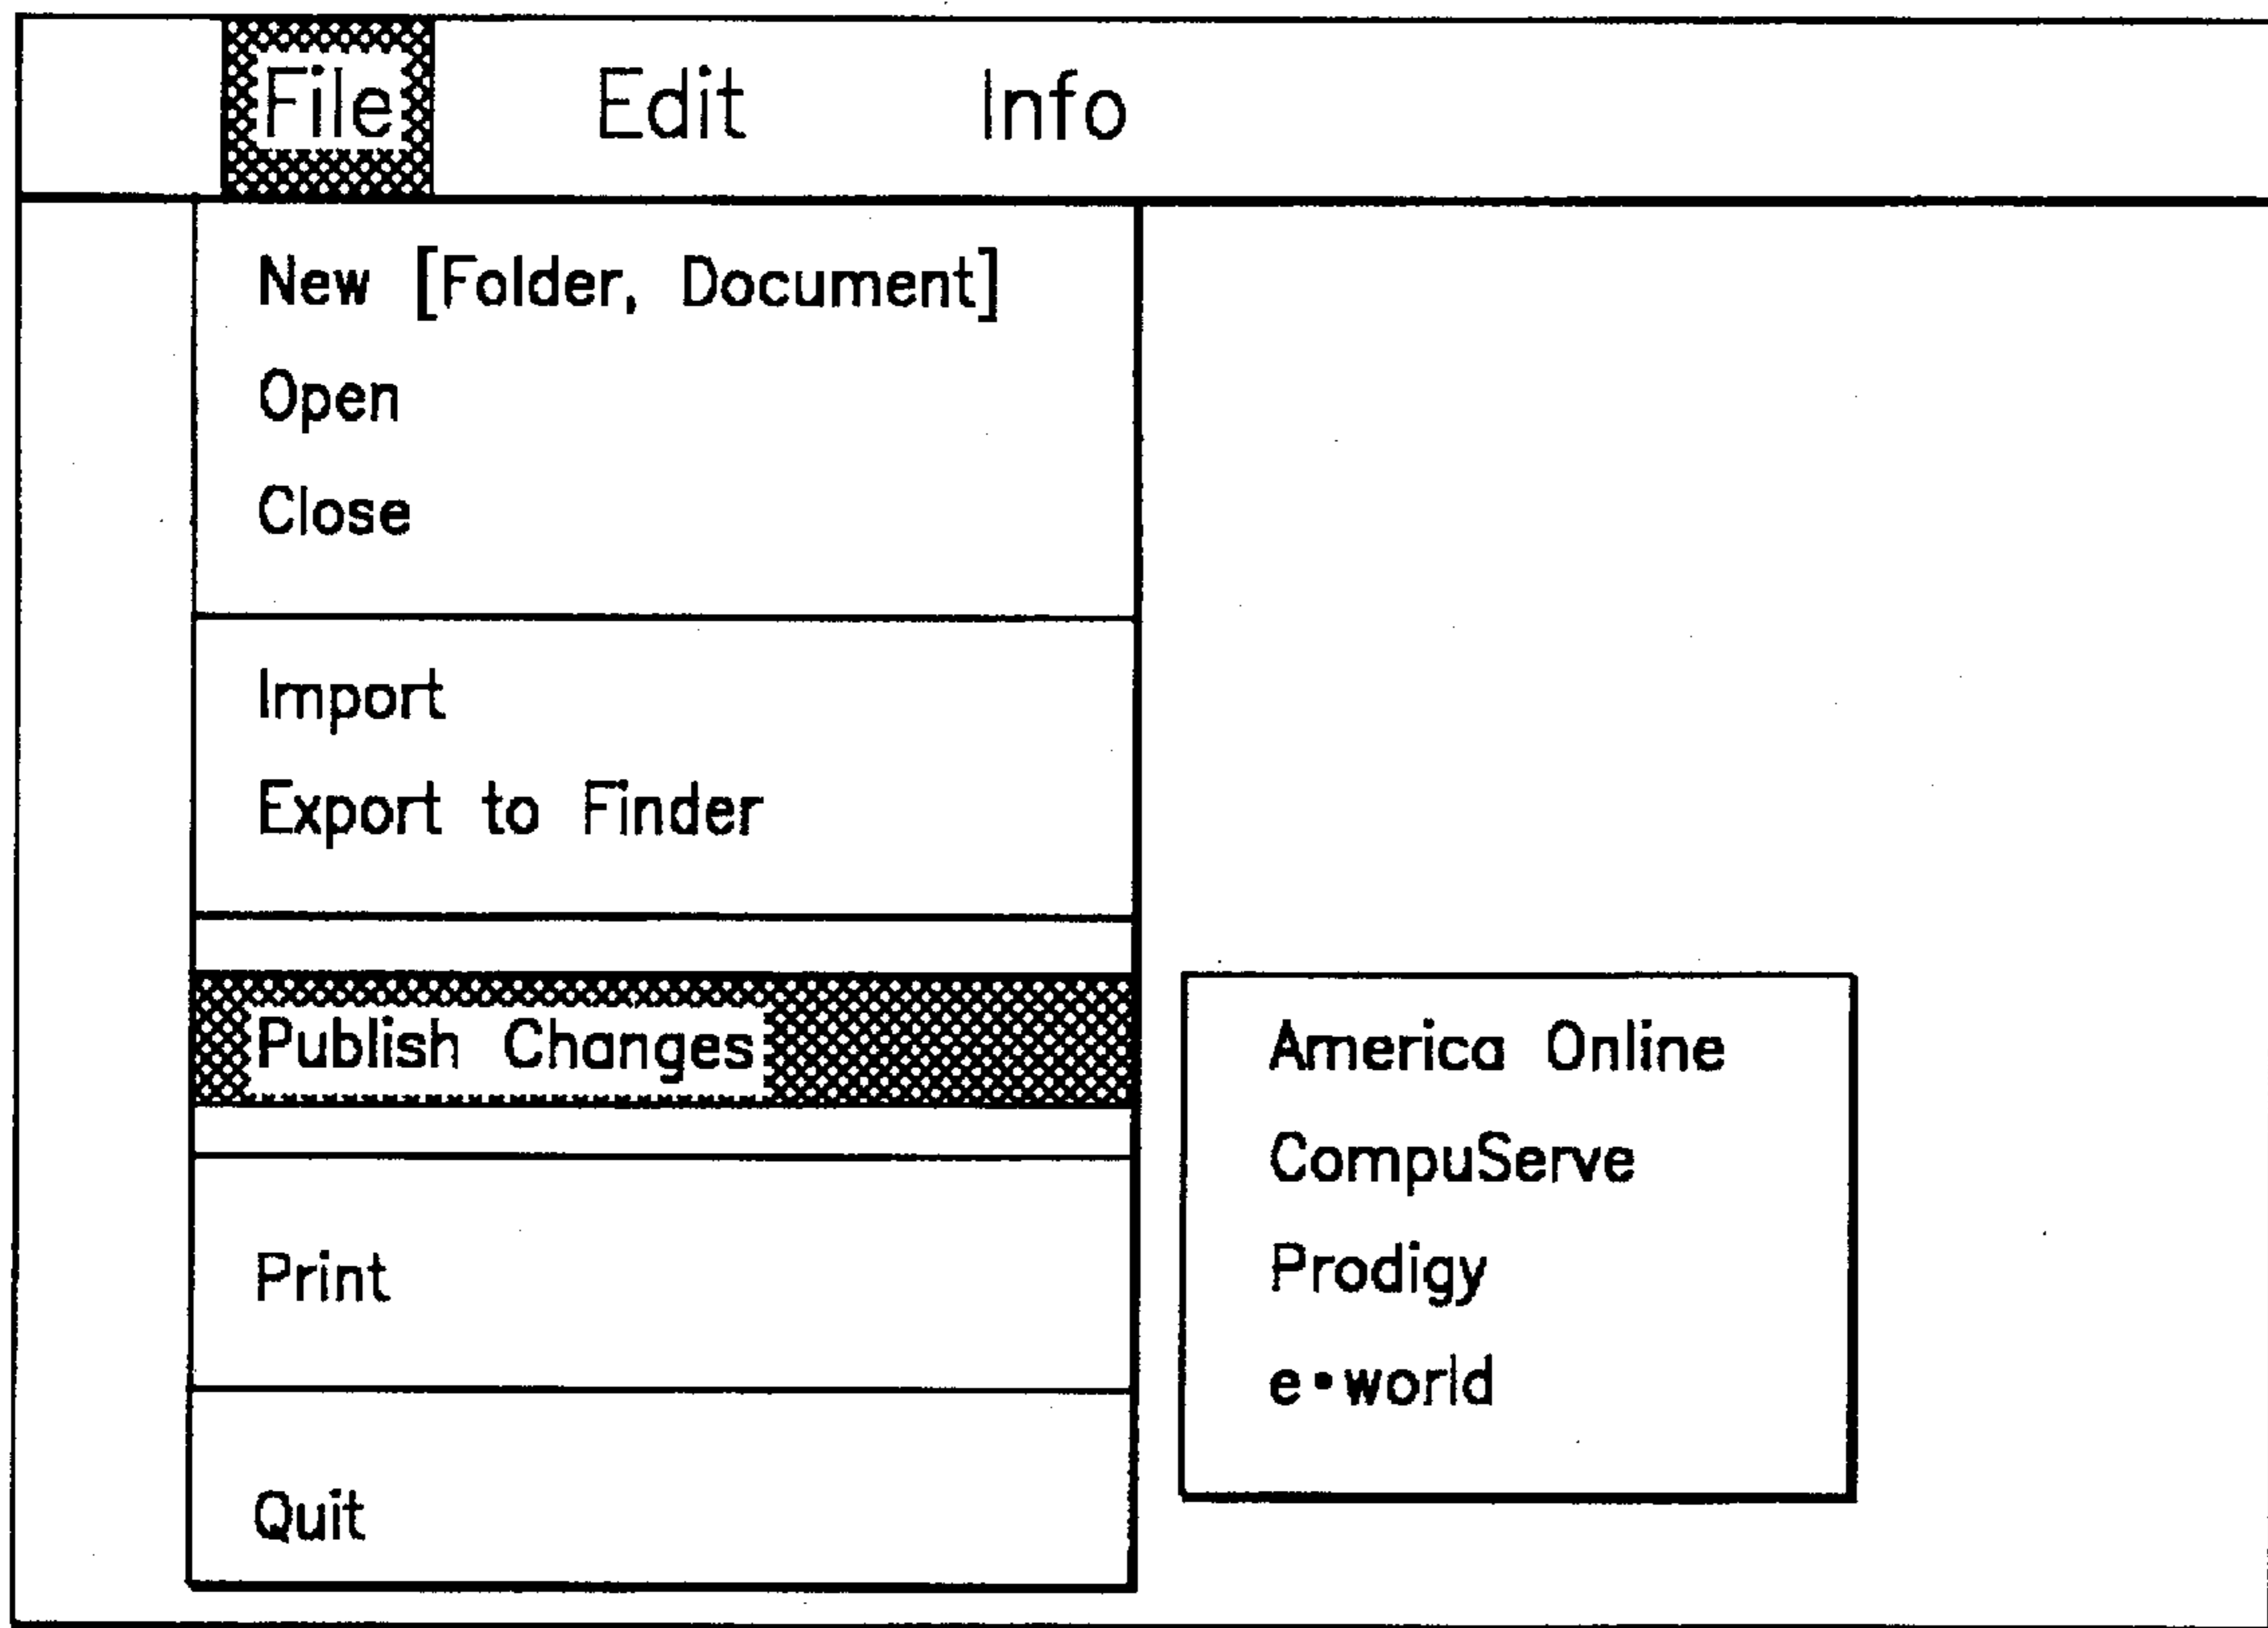 File Edit Info
New [Folder, Document]
Open
Close
Import
Export to Finder
Publish Changes
Print
Quit
America Online
CompuServe
Prodigy
e•world